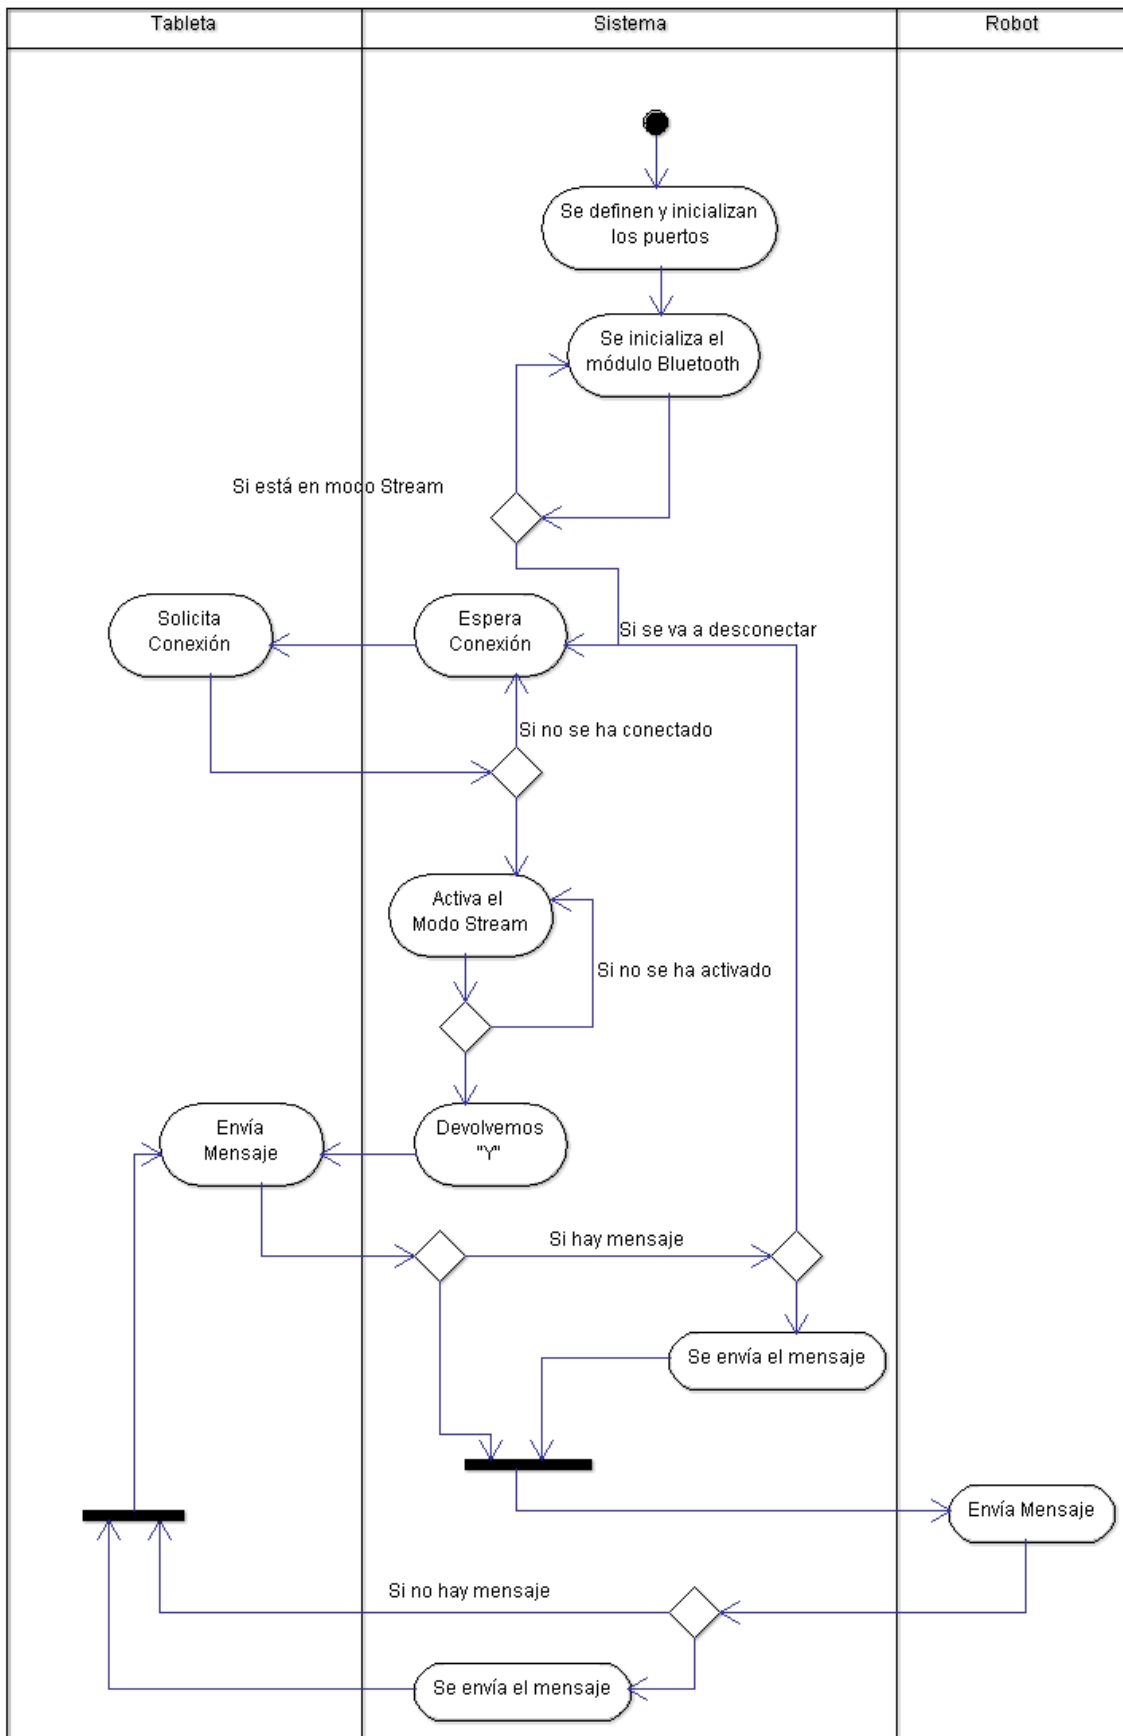 Tableta
Sistema
Robot
Se definen y inicializan
los puertos
Se inicializa el
módulo Bluetooth
Si está en modo Stream
Solicita
Conexión
Espera
Conexión
Si se va a desconectar
Si no se ha conectado
Activa el
Modo Stream
Si no se ha activado
Envía
Mensaje
Devolvemos
"Y"
Si hay mensaje
Se envía el mensaje
Envía Mensaje
Si no hay mensaje
Se envía el mensaje